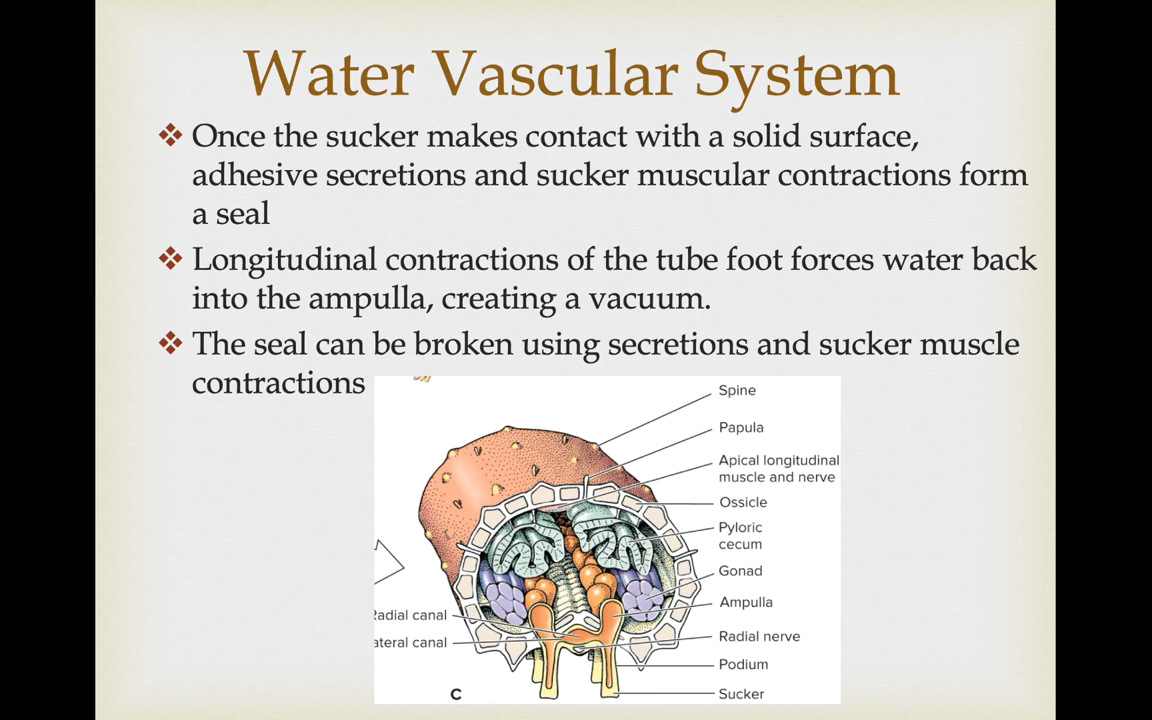 Water Vascular System
❖ Once the sucker makes contact with a solid surface,
adhesive secretions and sucker muscular contractions form
a seal
❖ Longitudinal contractions of the tube foot forces water back
into the ampulla, creating a vacuum.
❖ The seal can be broken using secretions and sucker muscle
contractions
Spine
Papula
Apical longitudinal
muscle and nerve
Ossicle
Pyloric
cecum
Gonad
Ampulla
Radial canal
ateral canal
Radial nerve
Podium
C
Sucker